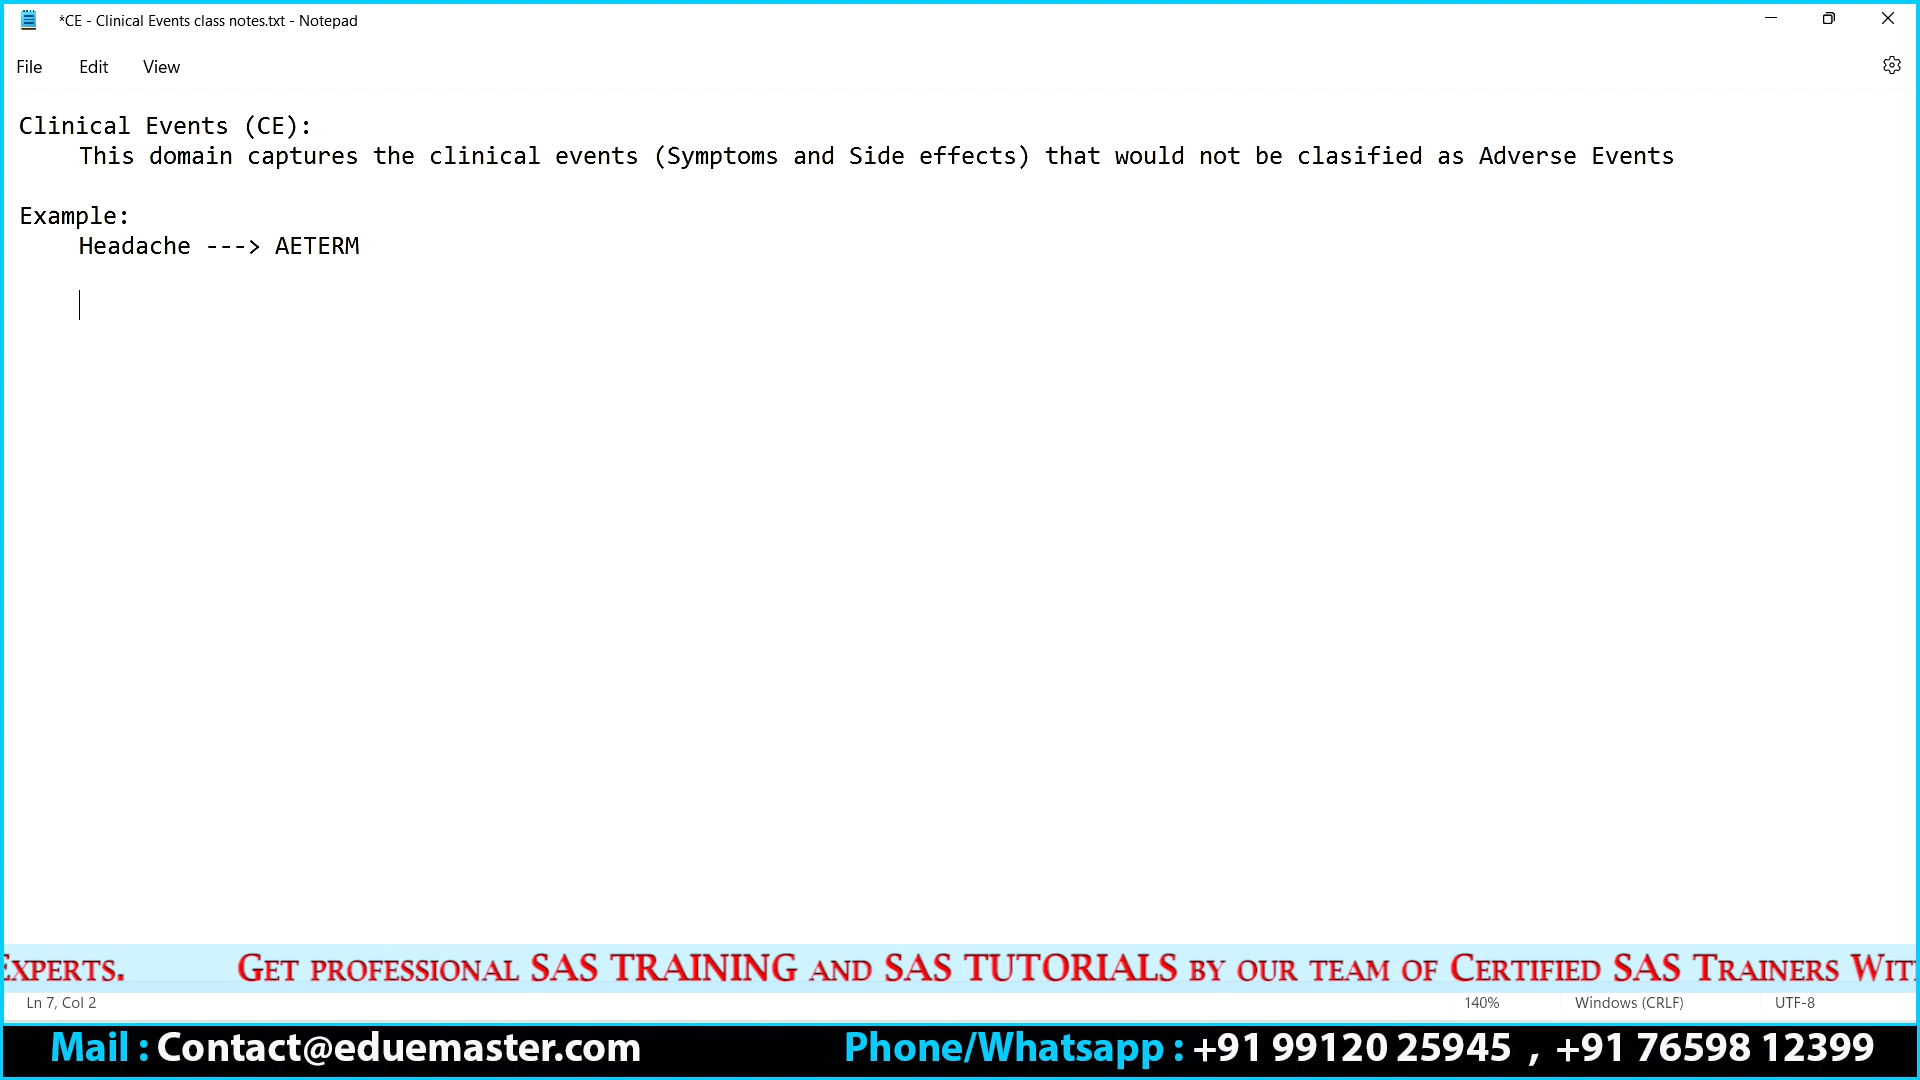 *CE - Clinical Events class notes.txt - Notepad
File Edit View
Clinical Events (CE):
This domain captures the clinical events (Symptoms and Side effects) that would not be clasified as Adverse Events
Example:
Headache ---> AETERM
Experts. Get professional SAS TRAINING and SAS TUTORIALS by our team of Certified SAS Trainers
Ln 7, Col 2 140% Windows (CRLF) UTF-8
Mail : Contact@eduemaster.com Phone/Whatsapp : +91 99120 25945 , +91 76598 12399